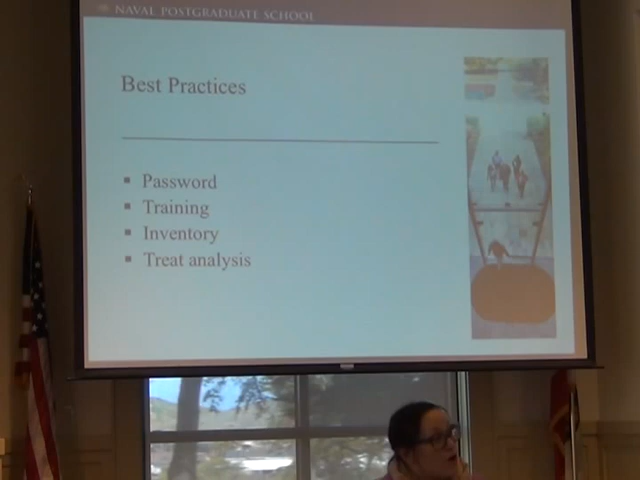 NAVAL POSTGRADUATE SCHOOL
Best Practices
Password
Training
Inventory
Treat analysis